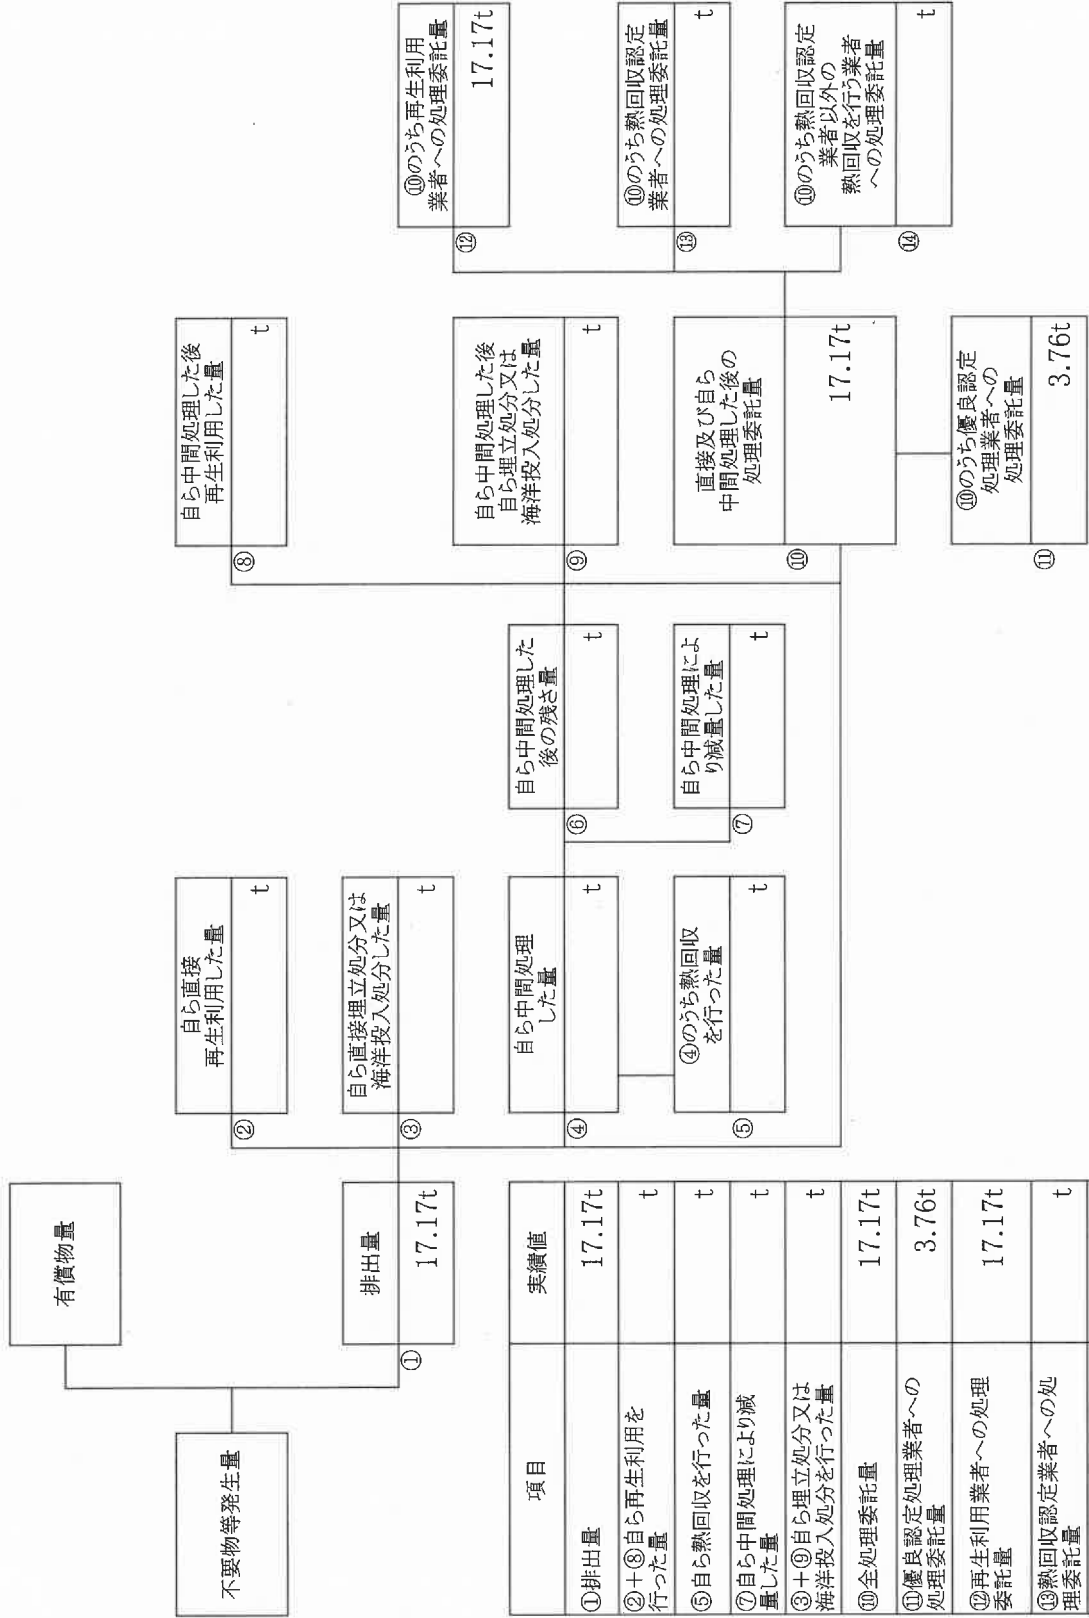 不要物等発生量
有償物量
排出量
①
17.17t
自ら直接
再生利用した量
②
t
自ら直接埋立処分又は
海洋投入処分した量
③
t
自ら中間処理
した量
④
t
④のうち熱回収
を行った量
⑤
t
自ら中間処理した
後の残さ量
⑥
t
自ら中間処理によ
り減量した量
⑦
t
自ら中間処理した後
再生利用した量
⑧
t
自ら中間処理した後
自ら埋立処分又は
海洋投入処分した量
⑨
t
直接及び自ら
中間処理した後の
処理委託量
⑩
17.17t
⑩のうち優良認定
処理業者への
処理委託量
⑪
3.76t
⑩のうち再生利用
業者への処理委託量
⑫
17.17t
⑩のうち熱回収認定
業者への処理委託量
⑬
t
⑩のうち熱回収認定
業者以外の
熱回収を行う業者
への処理委託量
⑭
t
項目 実績値
①排出量 17.17t
②+⑧自ら再生利用を
行った量 t
⑤自ら熱回収を行った量 t
⑦自ら中間処理により減
量した量 t
③+⑨自ら埋立処分又は
海洋投入処分を行った量 t
⑩全処理委託量 17.17t
⑪優良認定処理業者への
処理委託量 3.76t
⑫再生利用業者への処理
委託量 17.17t
⑬熱回収認定業者への処
理委託量 t